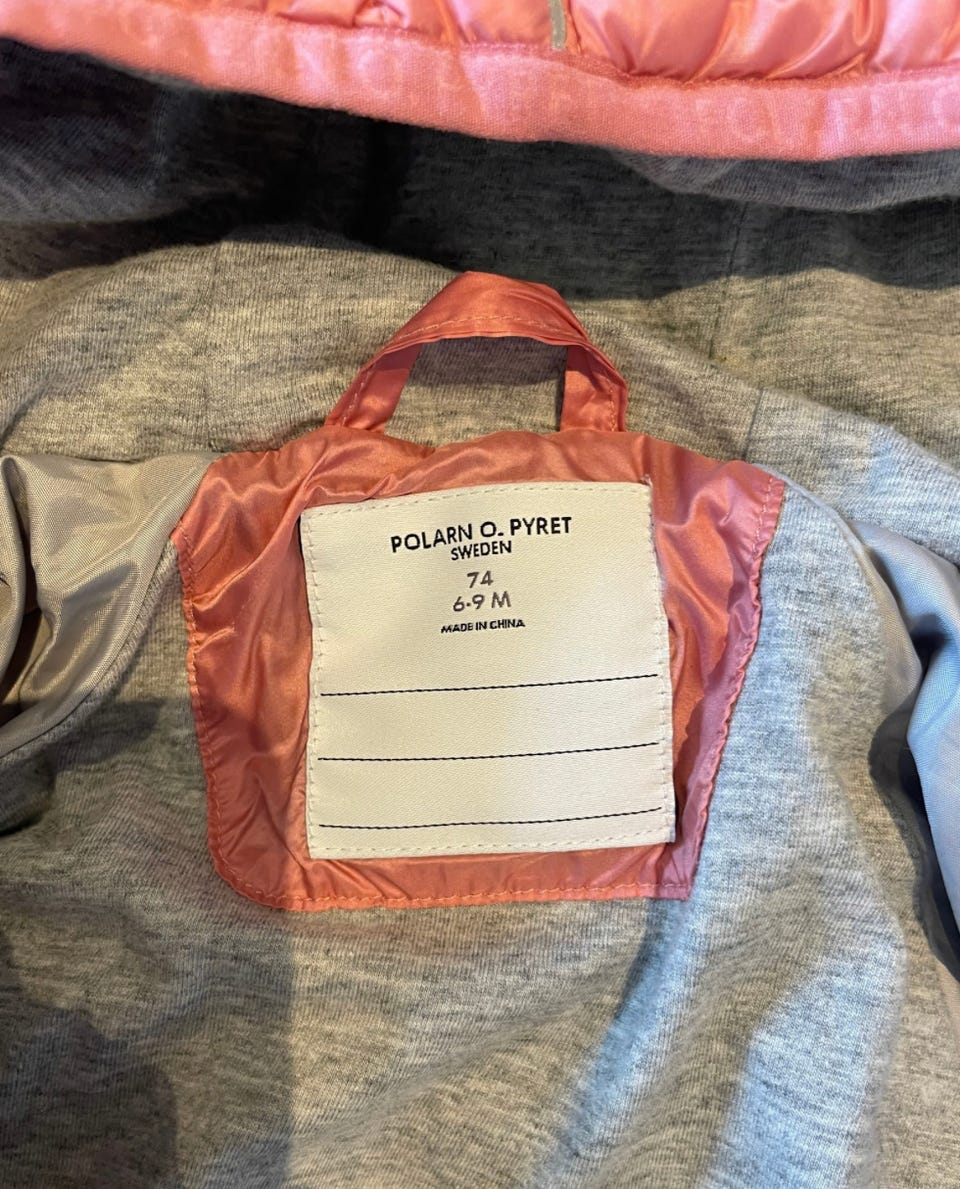 POLARN O. PYRET
SWEDEN
74
6-9 M
MADE IN CHINA